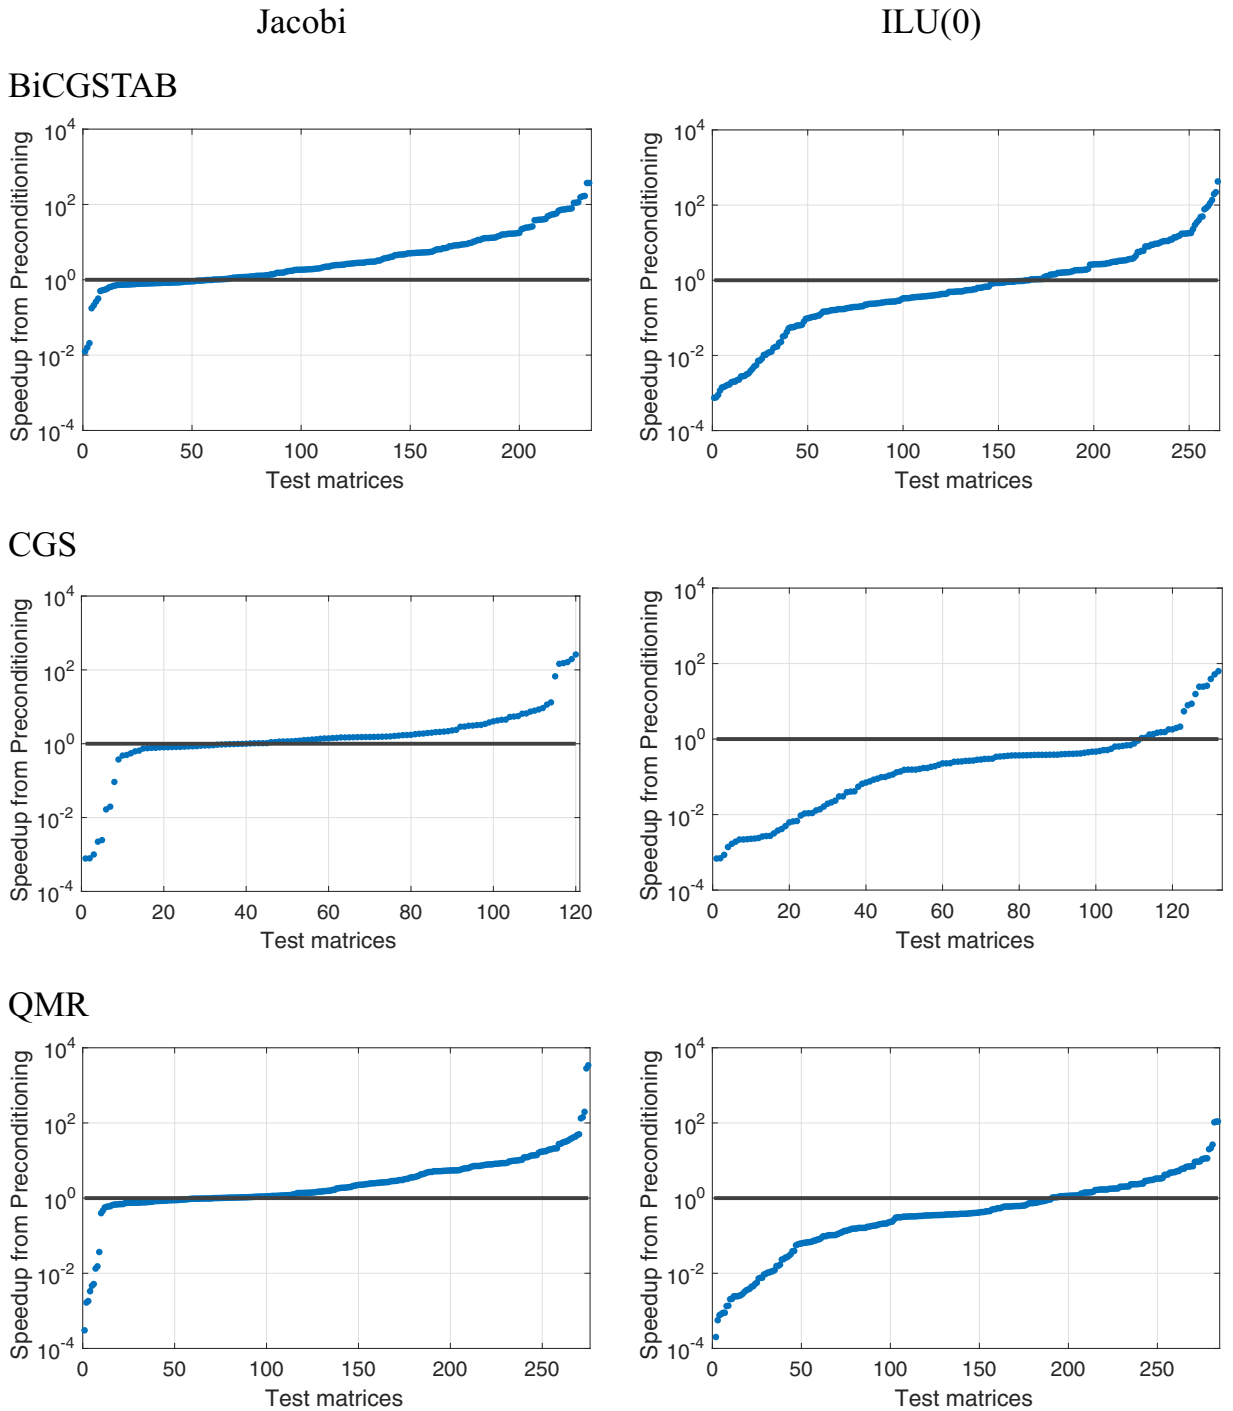 Jacobi
ILU(0)
BiCGSTAB
Speedup from Preconditioning
10^4
10^2
10^0
10^-2
10^-4
0 50 100 150 200
Test matrices
Speedup from Preconditioning
10^4
10^2
10^0
10^-2
10^-4
0 50 100 150 200 250
Test matrices
CGS
Speedup from Preconditioning
10^4
10^2
10^0
10^-2
10^-4
0 20 40 60 80 100 120
Test matrices
Speedup from Preconditioning
10^4
10^2
10^0
10^-2
10^-4
0 20 40 60 80 100 120
Test matrices
QMR
Speedup from Preconditioning
10^4
10^2
10^0
10^-2
10^-4
0 50 100 150 200 250
Test matrices
Speedup from Preconditioning
10^4
10^2
10^0
10^-2
10^-4
0 50 100 150 200 250
Test matrices